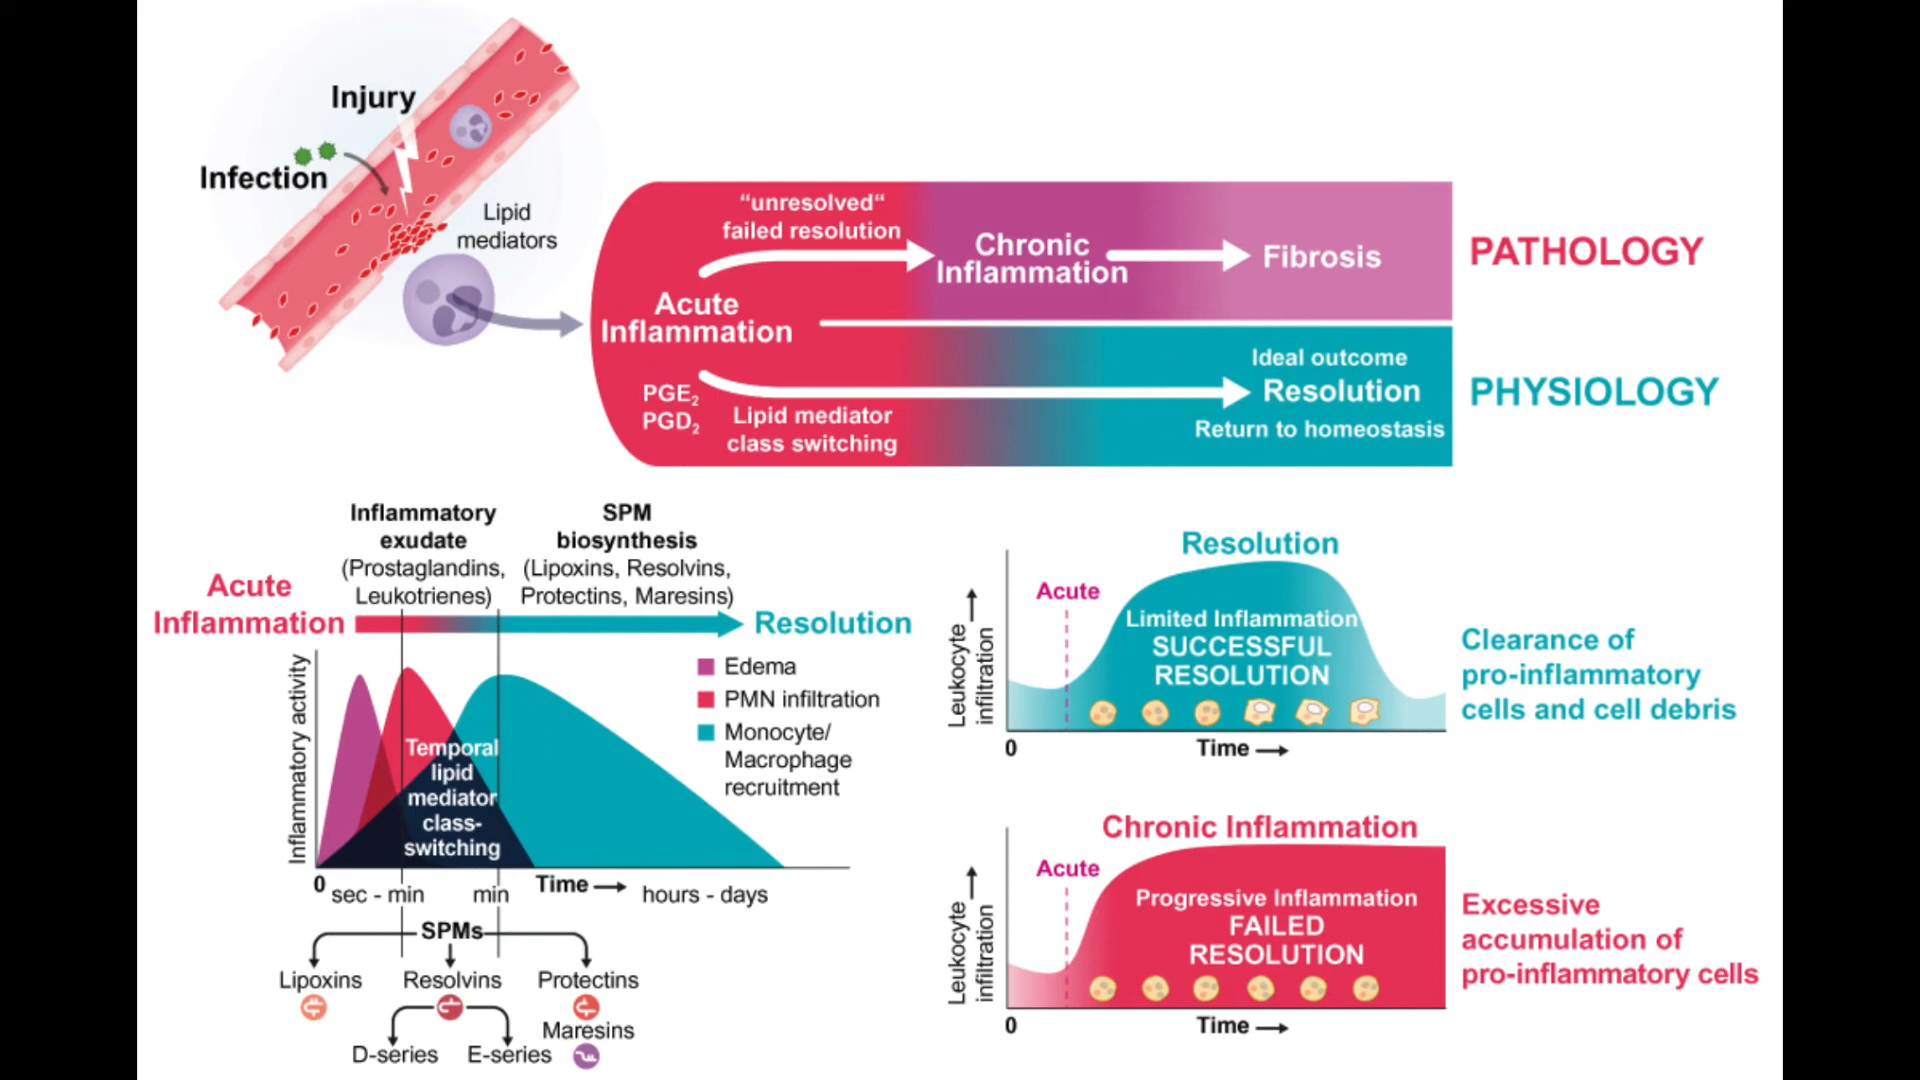 Injury
Infection
Lipid
mediators
“unresolved“
failed resolution
Chronic
Inflammation
Fibrosis
PATHOLOGY
Acute
Inflammation
PGE2
PGD2
Lipid mediator
class switching
Ideal outcome
Resolution
Return to homeostasis
PHYSIOLOGY
Inflammatory
exudate
(Prostaglandins,
Leukotrienes)
SPM
biosynthesis
(Lipoxins, Resolvins,
Protectins, Maresins)
Acute
Inflammation
Resolution
Inflammatory activity
Edema
PMN infiltration
Monocyte/
Macrophage
recruitment
Temporal
lipid
mediator
class-
switching
0
sec - min
min
Time
hours - days
SPMs
Lipoxins
Resolvins
Protectins
Maresins
D-series
E-series
Resolution
Acute
Leukocyte
infiltration
Limited Inflammation
SUCCESSFUL
RESOLUTION
0
Time
Clearance of
pro-inflammatory
cells and cell debris
Chronic Inflammation
Acute
Leukocyte
infiltration
Progressive Inflammation
FAILED
RESOLUTION
0
Time
Excessive
accumulation of
pro-inflammatory cells